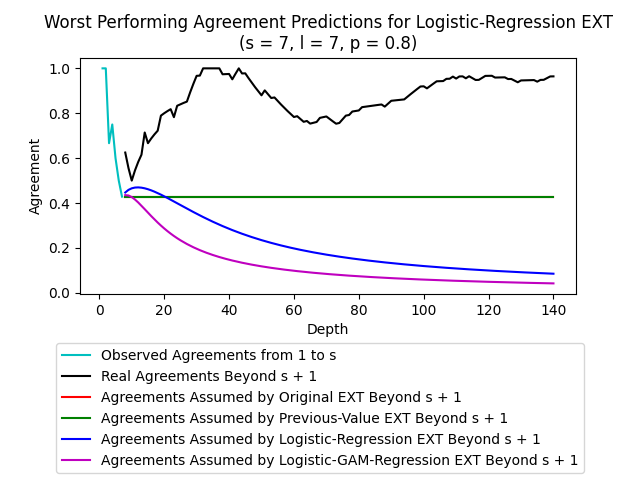 Worst Performing Agreement Predictions for Logistic-Regression EXT
(s = 7, l = 7, p = 0.8)
1.0
0.8
0.6
0.4
0.2
0.0
Agreement
0 20 40 60 80 100 120 140
Depth
Observed Agreements from 1 to s
Real Agreements Beyond s + 1
Agreements Assumed by Original EXT Beyond s + 1
Agreements Assumed by Previous-Value EXT Beyond s + 1
Agreements Assumed by Logistic-Regression EXT Beyond s + 1
Agreements Assumed by Logistic-GAM-Regression EXT Beyond s + 1